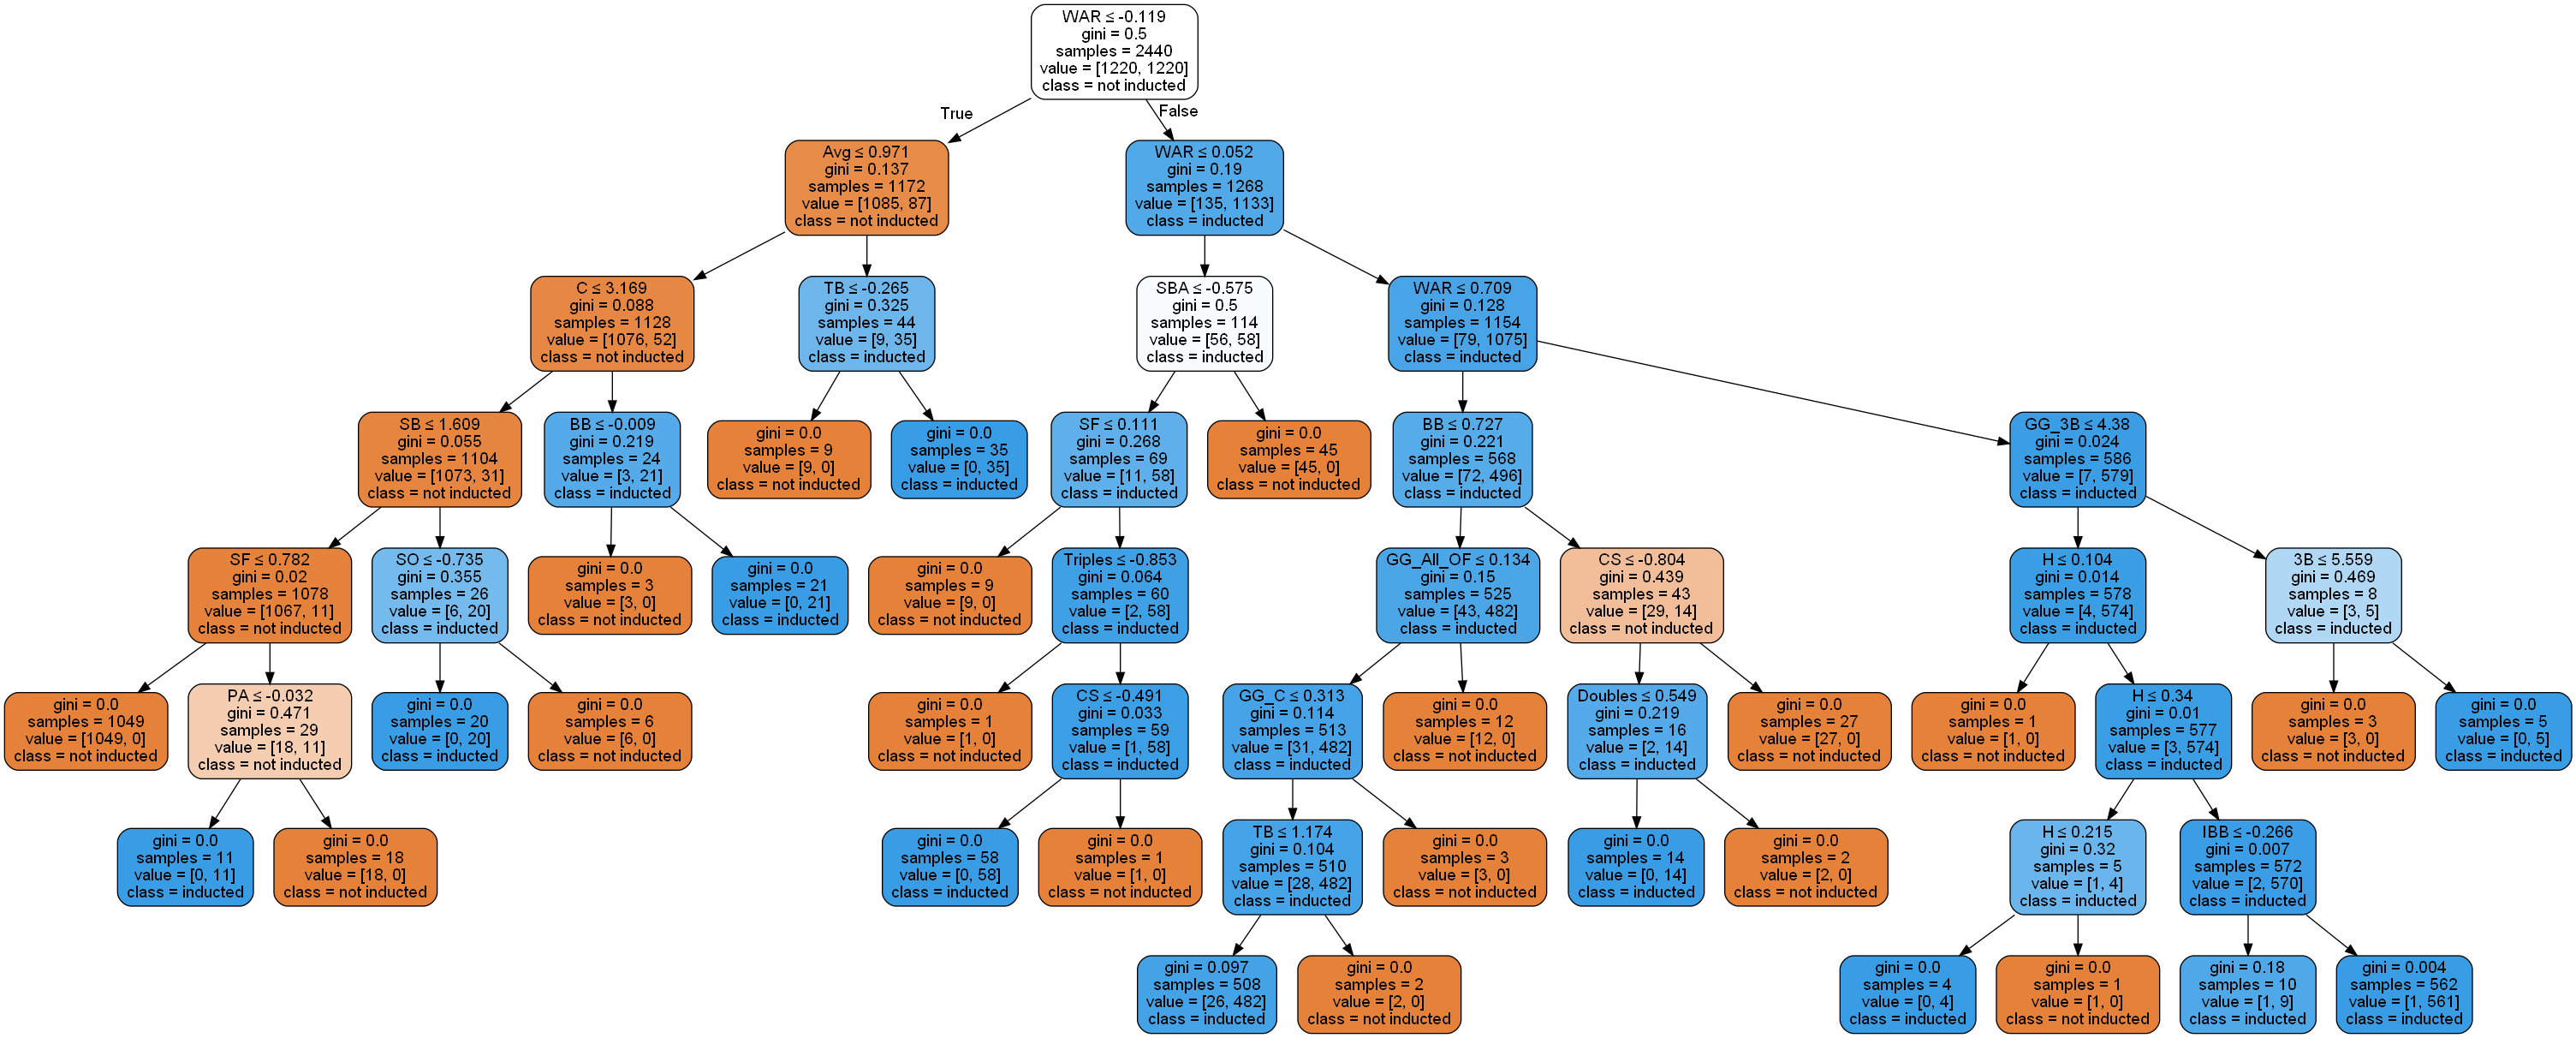 WAR ≤ -0.119
gini = 0.5
samples = 2440
value = [1220, 1220]
class = not inducted
True
False
Avg ≤ 0.971
gini = 0.137
samples = 1172
value = [1085, 87]
class = not inducted
WAR ≤ 0.052
gini = 0.19
samples = 1268
value = [135, 1133]
class = inducted
C ≤ 3.169
gini = 0.088
samples = 1128
value = [1076, 52]
class = not inducted
TB ≤ -0.265
gini = 0.325
samples = 44
value = [9, 35]
class = inducted
SBA ≤ -0.575
gini = 0.5
samples = 114
value = [56, 58]
class = inducted
WAR ≤ 0.709
gini = 0.128
samples = 1154
value = [79, 1075]
class = inducted
SB ≤ 1.609
gini = 0.055
samples = 1104
value = [1073, 31]
class = not inducted
BB ≤ -0.009
gini = 0.219
samples = 24
value = [3, 21]
class = inducted
gini = 0.0
samples = 9
value = [9, 0]
class = not inducted
gini = 0.0
samples = 35
value = [0, 35]
class = inducted
SF ≤ 0.111
gini = 0.268
samples = 69
value = [11, 58]
class = inducted
gini = 0.0
samples = 45
value = [45, 0]
class = not inducted
BB ≤ 0.727
gini = 0.221
samples = 568
value = [72, 496]
class = inducted
GG_3B ≤ 4.38
gini = 0.024
samples = 586
value = [7, 579]
class = inducted
SF ≤ 0.782
gini = 0.02
samples = 1078
value = [1067, 11]
class = not inducted
SO ≤ -0.735
gini = 0.355
samples = 26
value = [6, 20]
class = inducted
gini = 0.0
samples = 3
value = [3, 0]
class = not inducted
gini = 0.0
samples = 21
value = [0, 21]
class = inducted
gini = 0.0
samples = 9
value = [9, 0]
class = not inducted
Triples ≤ -0.853
gini = 0.064
samples = 60
value = [2, 58]
class = inducted
GG_All_OF ≤ 0.134
gini = 0.15
samples = 525
value = [43, 482]
class = inducted
CS ≤ -0.804
gini = 0.439
samples = 43
value = [29, 14]
class = not inducted
H ≤ 0.104
gini = 0.014
samples = 578
value = [4, 574]
class = inducted
3B ≤ 5.559
gini = 0.469
samples = 8
value = [3, 5]
class = inducted
gini = 0.0
samples = 1049
value = [1049, 0]
class = not inducted
PA ≤ -0.032
gini = 0.471
samples = 29
value = [18, 11]
class = not inducted
gini = 0.0
samples = 20
value = [0, 20]
class = inducted
gini = 0.0
samples = 6
value = [6, 0]
class = not inducted
gini = 0.0
samples = 1
value = [1, 0]
class = not inducted
CS ≤ -0.491
gini = 0.033
samples = 59
value = [1, 58]
class = inducted
GG_C ≤ 0.313
gini = 0.114
samples = 513
value = [31, 482]
class = inducted
gini = 0.0
samples = 12
value = [12, 0]
class = not inducted
Doubles ≤ 0.549
gini = 0.219
samples = 16
value = [2, 14]
class = inducted
gini = 0.0
samples = 27
value = [27, 0]
class = not inducted
gini = 0.0
samples = 1
value = [1, 0]
class = not inducted
H ≤ 0.34
gini = 0.01
samples = 577
value = [3, 574]
class = inducted
gini = 0.0
samples = 3
value = [3, 0]
class = not inducted
gini = 0.0
samples = 5
value = [0, 5]
class = inducted
gini = 0.0
samples = 11
value = [0, 11]
class = inducted
gini = 0.0
samples = 18
value = [18, 0]
class = not inducted
gini = 0.0
samples = 58
value = [0, 58]
class = inducted
gini = 0.0
samples = 1
value = [1, 0]
class = not inducted
TB ≤ 1.174
gini = 0.104
samples = 510
value = [28, 482]
class = inducted
gini = 0.0
samples = 3
value = [3, 0]
class = not inducted
gini = 0.0
samples = 14
value = [0, 14]
class = inducted
gini = 0.0
samples = 2
value = [2, 0]
class = not inducted
H ≤ 0.215
gini = 0.32
samples = 5
value = [1, 4]
class = inducted
IBB ≤ -0.266
gini = 0.007
samples = 572
value = [2, 570]
class = inducted
gini = 0.097
samples = 508
value = [26, 482]
class = inducted
gini = 0.0
samples = 2
value = [2, 0]
class = not inducted
gini = 0.0
samples = 4
value = [0, 4]
class = inducted
gini = 0.0
samples = 1
value = [1, 0]
class = not inducted
gini = 0.18
samples = 10
value = [1, 9]
class = inducted
gini = 0.004
samples = 562
value = [1, 561]
class = inducted